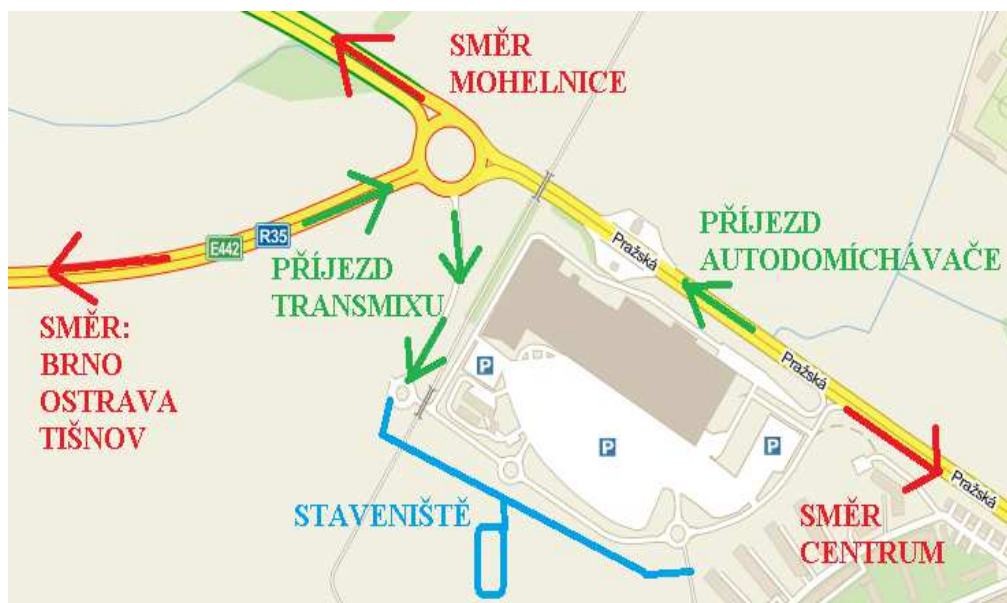 SMĚR
MOHELNICE
PŘÍJEZD
AUTODOMÍCHÁVAČE
Pražská
E442
R35
PŘÍJEZD
TRANSMIXU
SMĚR:
BRNO
OSTRAVA
TIŠNOV
Pražská
P
P
P
Pražská
STAVENIŠTĚ
SMĚR
CENTRUM